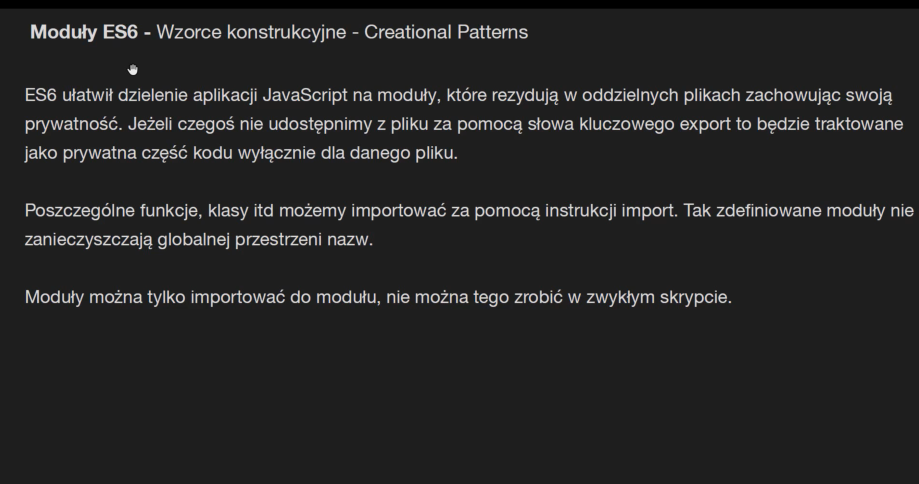 Moduły ES6 - Wzorce konstrukcyjne - Creational Patterns
ES6 ułatwił dzielenie aplikacji JavaScript na moduły, które rezydują w oddzielnych plikach zachowując swoją
prywatność. Jeżeli czegoś nie udostępnimy z pliku za pomocą słowa kluczowego export to będzie traktowane
jako prywatna część kodu wyłącznie dla danego pliku.
Poszczególne funkcje, klasy itd możemy importować za pomocą instrukcji import. Tak zdefiniowane moduły nie
zanieczyszczają globalnej przestrzeni nazw.
Moduły można tylko importować do modułu, nie można tego zrobić w zwykłym skrypcie.